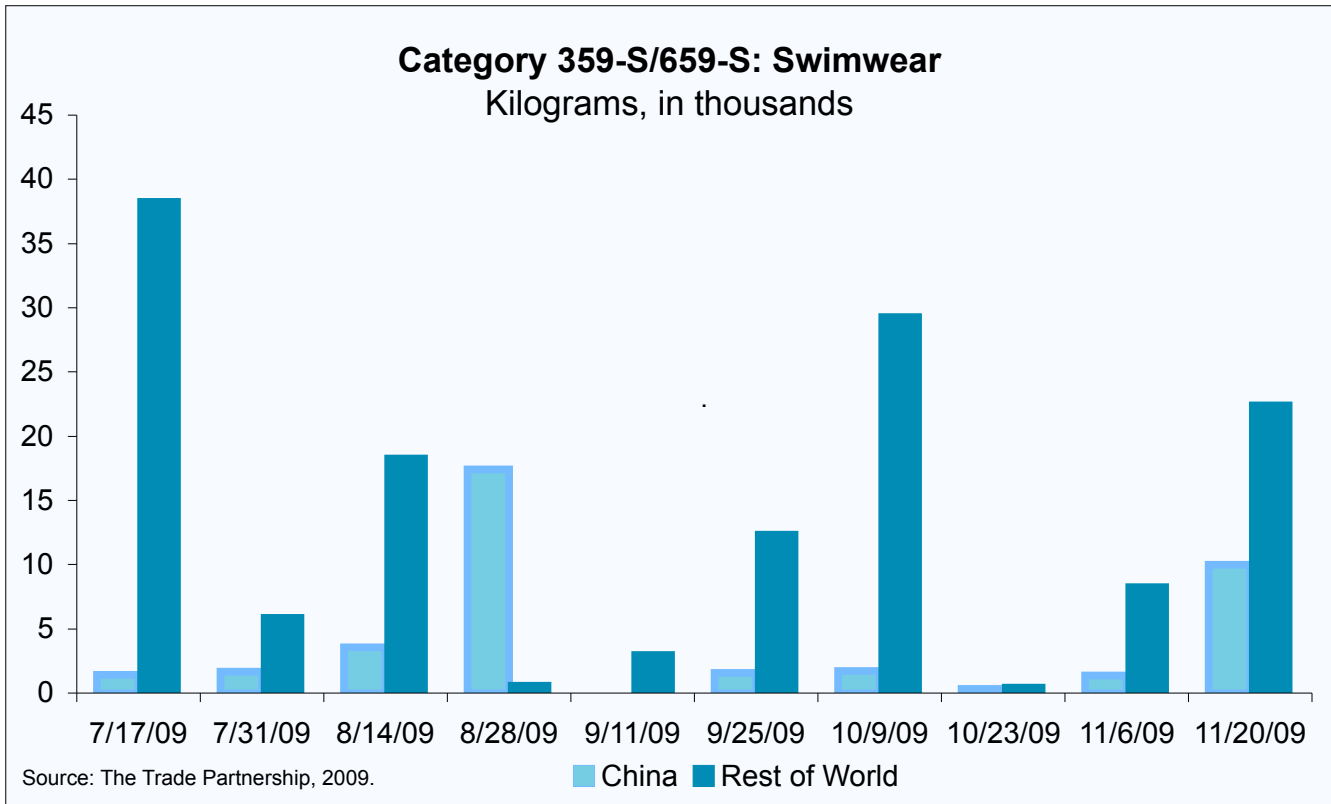 Category 359-S/659-S: Swimwear
Kilograms, in thousands
45
40
35
30
25
20
15
10
5
0
7/17/09 7/31/09 8/14/09 8/28/09 9/11/09 9/25/09 10/9/09 10/23/09 11/6/09 11/20/09
Source: The Trade Partnership, 2009.
China Rest of World